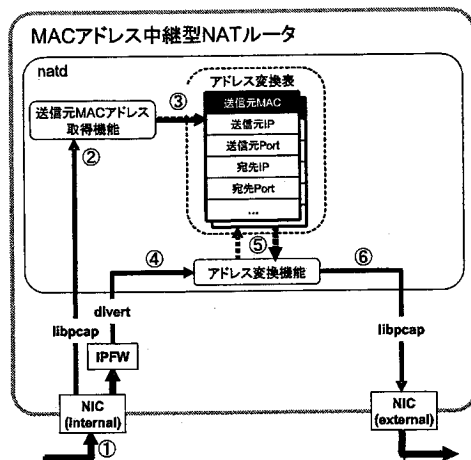 MACアドレス中継型NATルータ
natd
アドレス変換表
送信元MACアドレス
取得機能
③
送信元MAC
送信元IP
送信元Port
宛先IP
宛先Port
...
②
⑤
④
アドレス変換機能
⑥
divert
libpcap
libpcap
IPFW
NIC
(internal)
NIC
(external)
①